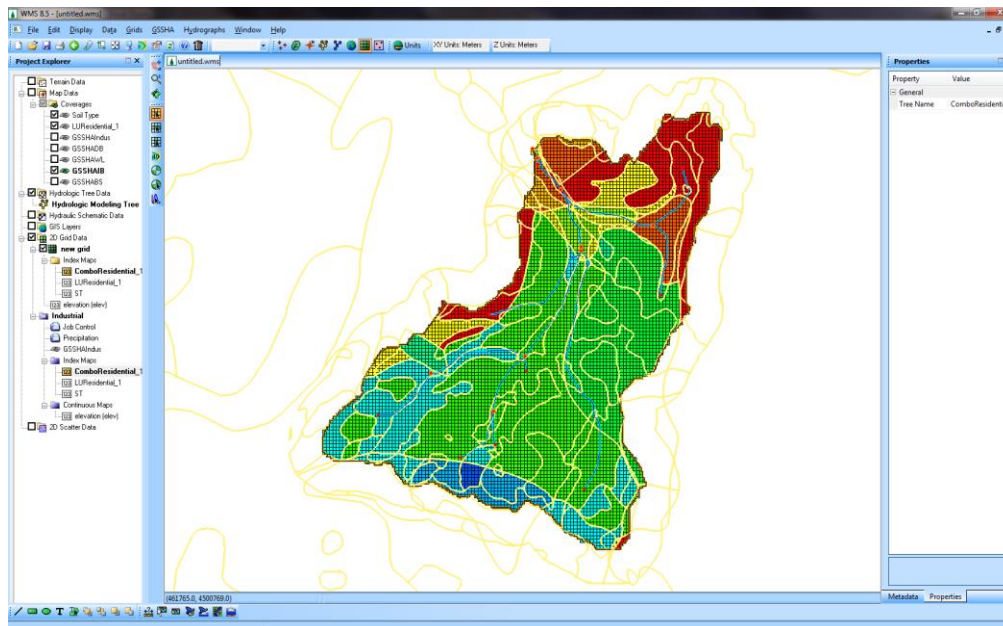 WMS 8.5 - [untitled.wms]
File Edit Display Data Grids GSSHA Hydrographs Window Help
Units XY Units: Meters Z Units: Meters
Project Explorer
untitled.wms
Properties
Terrain Data
Map Data
Coverages
Soil Type
LUResidential_1
GSSHAIndus
GSSHADB
GSSHAWL
GSSHAIB
GSSHABS
Hydrologic Tree Data
Hydrologic Modeling Tree
Hydraulic Schematic Data
GIS Layers
2D Grid Data
new grid
Index Maps
ComboResidential_1
LUResidential_1
ST
elevation (elev)
Industrial
Job Control
Precipitation
GSSHAIndus
Index Maps
ComboResidential_1
LUResidential_1
ST
Continuous Maps
elevation (elev)
2D Scatter Data
Property Value
General
Tree Name ComboResidenti
(461765.0, 4500769.0)
Metadata Properties